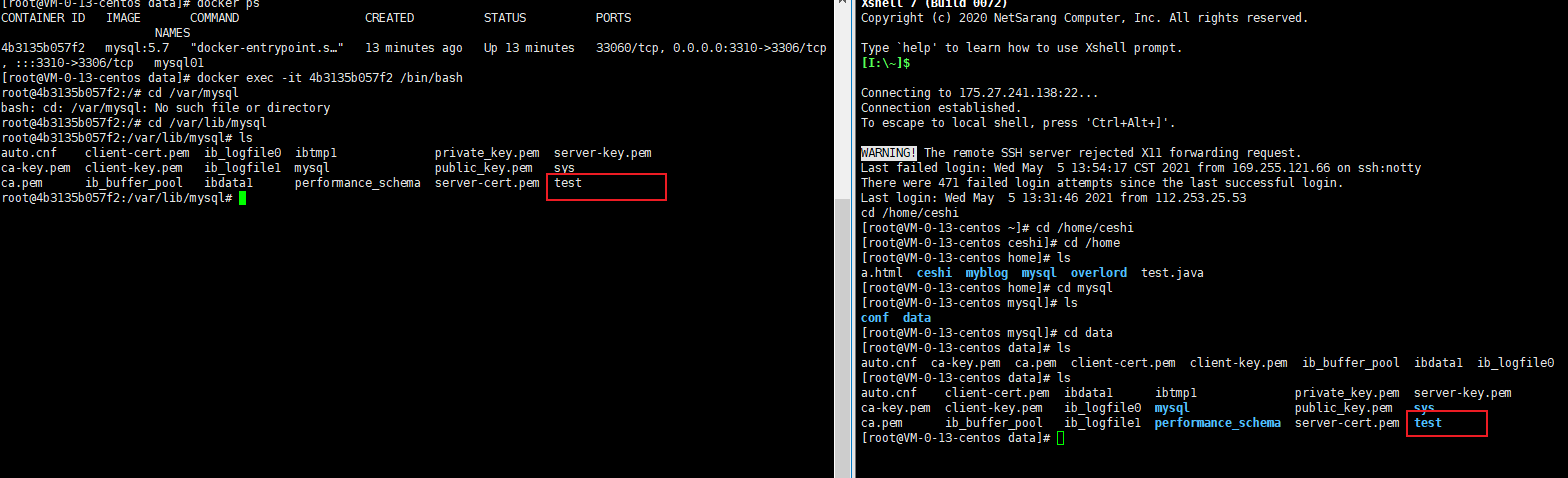 [root@VM-0-13-centos data]# docker ps
CONTAINER ID   IMAGE       COMMAND                  CREATED          STATUS          PORTS
                      NAMES
4b3135b057f2   mysql:5.7   "docker-entrypoint.s…"   13 minutes ago   Up 13 minutes   33060/tcp, 0.0.0.0:3310->3306/tcp
, :::3310->3306/tcp   mysql01
[root@VM-0-13-centos data]# docker exec -it 4b3135b057f2 /bin/bash
root@4b3135b057f2:/# cd /var/mysql
bash: cd: /var/mysql: No such file or directory
root@4b3135b057f2:/# cd /var/lib/mysql
root@4b3135b057f2:/var/lib/mysql# ls
auto.cnf    client-cert.pem  ib_logfile0  ibtmp1              private_key.pem  server-key.pem
ca-key.pem  client-key.pem   ib_logfile1  mysql               public_key.pem   sys
ca.pem      ib_buffer_pool   ibdata1      performance_schema  server-cert.pem  test
root@4b3135b057f2:/var/lib/mysql#
Xshell 7 (Build 0072)
Copyright (c) 2020 NetSarang Computer, Inc. All rights reserved.
Type `help' to learn how to use Xshell prompt.
[I:\~]$
Connecting to 175.27.241.138:22...
Connection established.
To escape to local shell, press 'Ctrl+Alt+]'.
WARNING! The remote SSH server rejected X11 forwarding request.
Last failed login: Wed May  5 13:54:17 CST 2021 from 169.255.121.66 on ssh:notty
There were 471 failed login attempts since the last successful login.
Last login: Wed May  5 13:31:46 2021 from 112.253.25.53
cd /home/ceshi
[root@VM-0-13-centos ~]# cd /home/ceshi
[root@VM-0-13-centos ceshi]# cd /home
[root@VM-0-13-centos home]# ls
a.html  ceshi  myblog  mysql  overlord  test.java
[root@VM-0-13-centos home]# cd mysql
[root@VM-0-13-centos mysql]# ls
conf  data
[root@VM-0-13-centos mysql]# cd data
[root@VM-0-13-centos data]# ls
auto.cnf  ca-key.pem  ca.pem  client-cert.pem  client-key.pem  ib_buffer_pool  ibdata1  ib_logfile0
[root@VM-0-13-centos data]# ls
auto.cnf    client-cert.pem  ibdata1      ibtmp1              private_key.pem  server-key.pem
ca-key.pem  client-key.pem   ib_logfile0  mysql               public_key.pem   sys
ca.pem      ib_buffer_pool   ib_logfile1  performance_schema  server-cert.pem  test
[root@VM-0-13-centos data]#